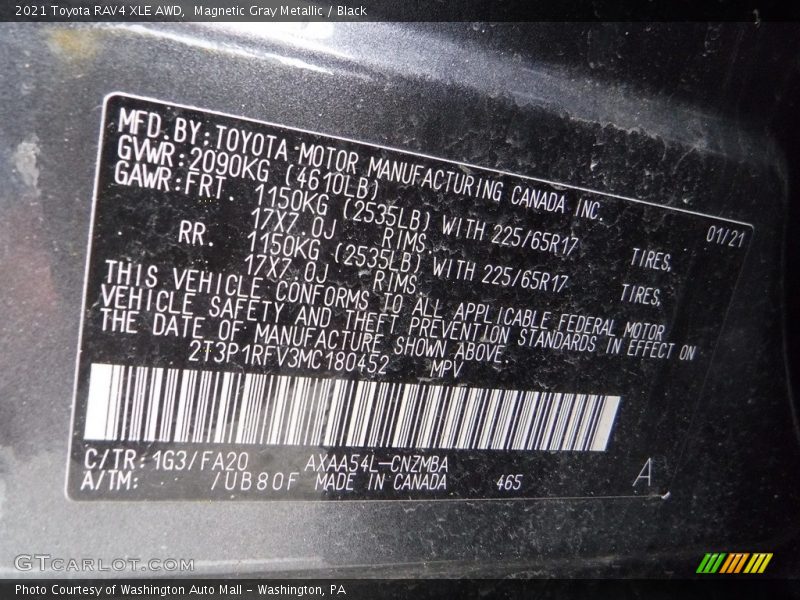 2021 Toyota RAV4 XLE AWD,  Magnetic Gray Metallic / Black
MFD. BY: TOYOTA MOTOR MANUFACTURING CANADA INC.
GVWR: 2090KG (4610LB) 01/21
GAWR: FRT. 1150KG (2535LB) WITH 225/65R17 TIRES,
17X7 OJ RIMS
RR. 1150KG (2535LB) WITH 225/65R17 TIRES,
17X7 OJ RIMS
THIS VEHICLE CONFORMS TO ALL APPLICABLE FEDERAL MOTOR
VEHICLE SAFETY AND THEFT PREVENTION STANDARDS IN EFFECT ON
THE DATE OF MANUFACTURE SHOWN ABOVE.
2T3P1RFV3MC180452 MPV
C/TR: 1G3/FA20 AXAA54L-CNZMBA A
A/TM: /UB80F MADE IN CANADA 465
GTCARLOT.COM
Photo Courtesy of Washington Auto Mall - Washington, PA